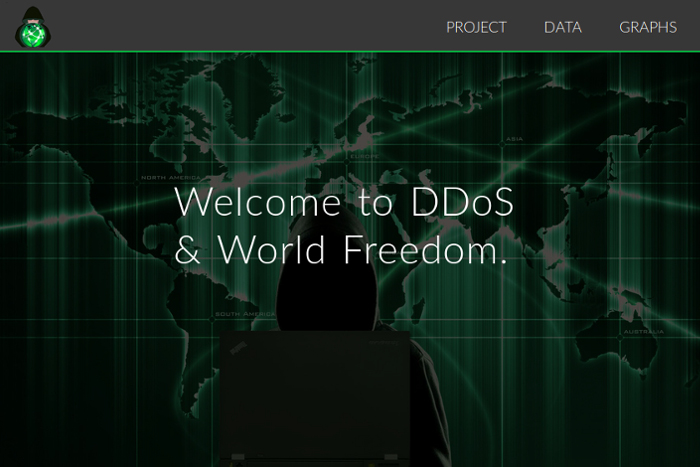 PROJECT DATA GRAPHS
NORTH AMERICA
EUROPE
ASIA
Welcome to DDoS
& World Freedom.
SOUTH AMERICA
AUSTRALIA